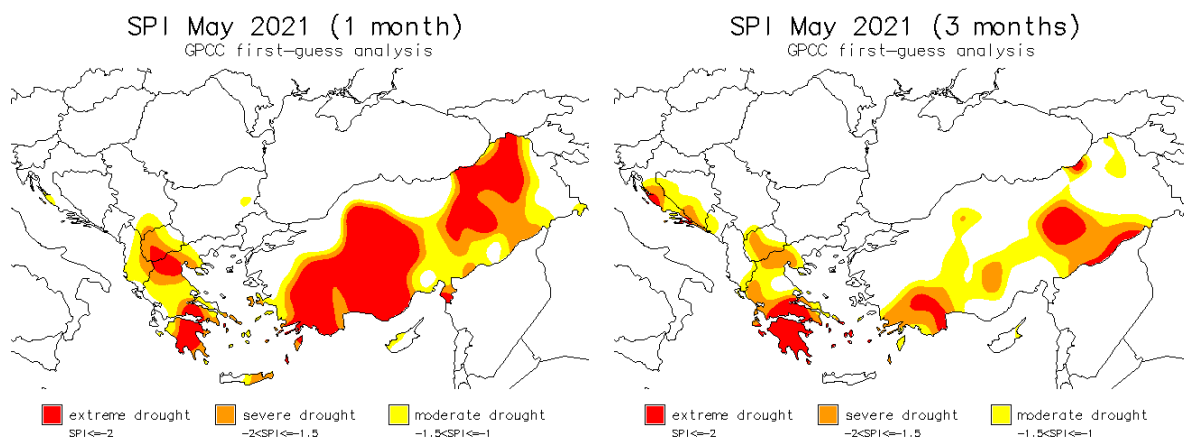 SPI May 2021 (1 month)
GPCC first-guess analysis
extreme drought
SPI<=-2
severe drought
-2<SPI<=-1.5
moderate drought
-1.5<SPI<=-1
SPI May 2021 (3 months)
GPCC first-guess analysis
extreme drought
SPI<=-2
severe drought
-2<SPI<=-1.5
moderate drought
-1.5<SPI<=-1